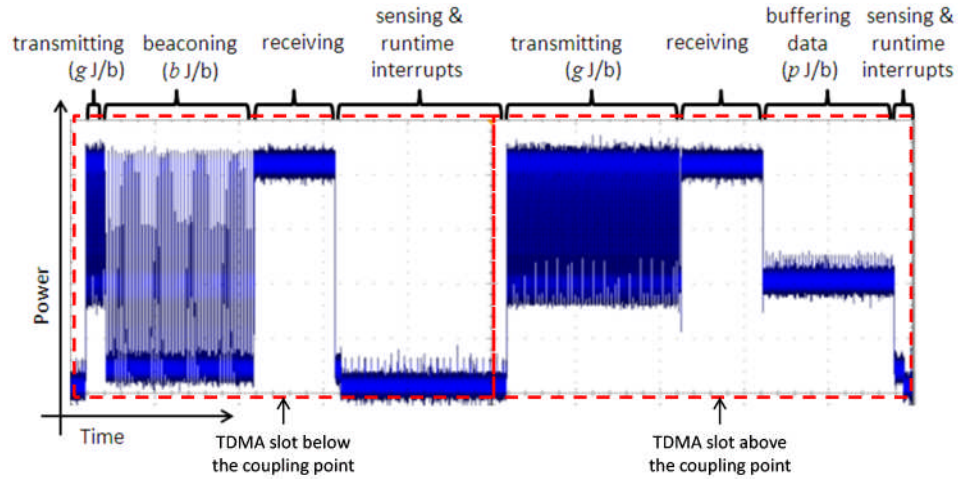 transmitting
(g J/b)
beaconing
(b J/b)
receiving
sensing &
runtime
interrupts
transmitting
(g J/b)
receiving
buffering
data
(p J/b)
sensing &
runtime
interrupts
Power
Time
TDMA slot below
the coupling point
TDMA slot above
the coupling point